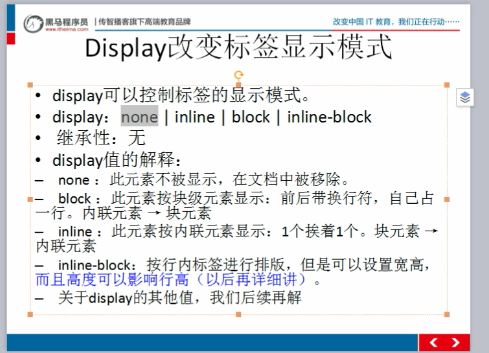 黑马程序员
www.itheima.com
传智播客旗下高端教育品牌
改变中国 IT 教育，我们正在行动……
Display改变标签显示模式
• display可以控制标签的显示模式。
• display：none | inline | block | inline-block
• 继承性：无
• display值的解释：
– none ：此元素不被显示，在文档中被移除。
– block ：此元素按块级元素显示：前后带换行符，自己占
一行。内联元素 → 块元素
– inline ：此元素按内联元素显示：1个挨着1个。块元素 →
内联元素
– inline-block：按行内标签进行排版，但是可以设置宽高，
而且高度可以影响行高（以后再详细讲）。
– 关于display的其他值，我们后续再解